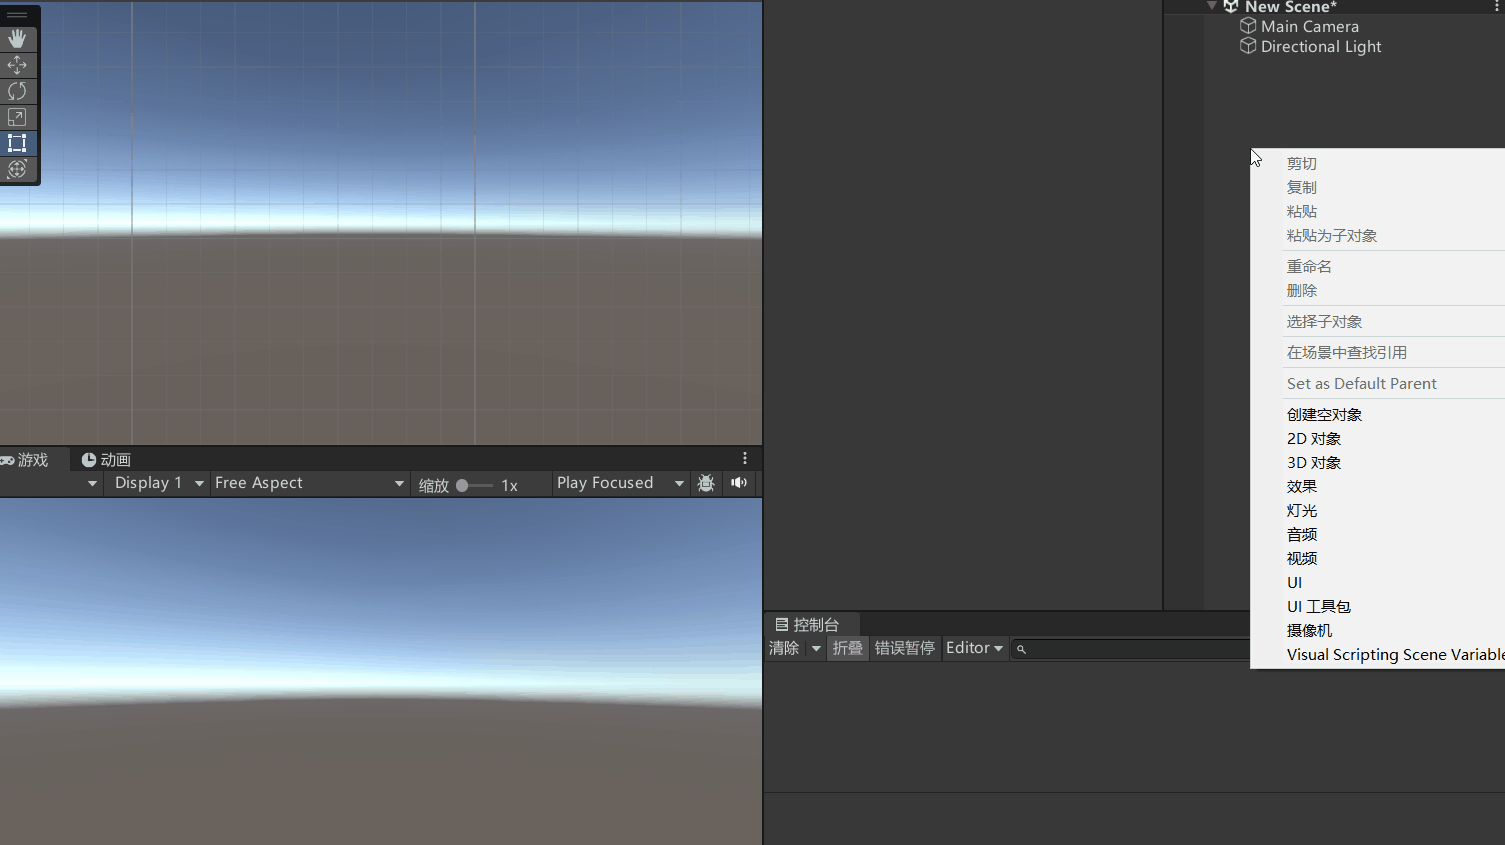 New Scene*
Main Camera
Directional Light
剪切
复制
粘贴
粘贴为子对象
重命名
删除
选择子对象
在场景中查找引用
Set as Default Parent
创建空对象
2D 对象
3D 对象
效果
灯光
音频
视频
UI
UI 工具包
摄像机
Visual Scripting Scene Variable
游戏 动画
Display 1 Free Aspect 缩放 1x Play Focused
控制台
清除 折叠 错误暂停 Editor